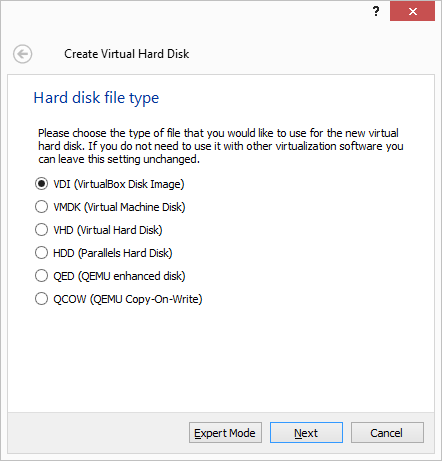 ?
Create Virtual Hard Disk
Hard disk file type
Please choose the type of file that you would like to use for the new virtual
hard disk. If you do not need to use it with other virtualization software you
can leave this setting unchanged.
VDI (VirtualBox Disk Image)
VMDK (Virtual Machine Disk)
VHD (Virtual Hard Disk)
HDD (Parallels Hard Disk)
QED (QEMU enhanced disk)
QCOW (QEMU Copy-On-Write)
Expert Mode Next Cancel